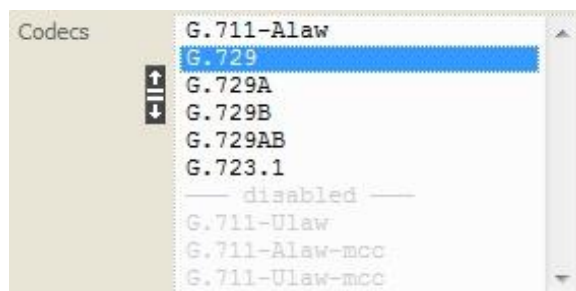 Codecs
G.711-Alaw
G.729
G.729A
G.729B
G.729AB
G.723.1
—— disabled ——
G.711-Ulaw
G.711-Alaw-mcc
G.711-Ulaw-mcc